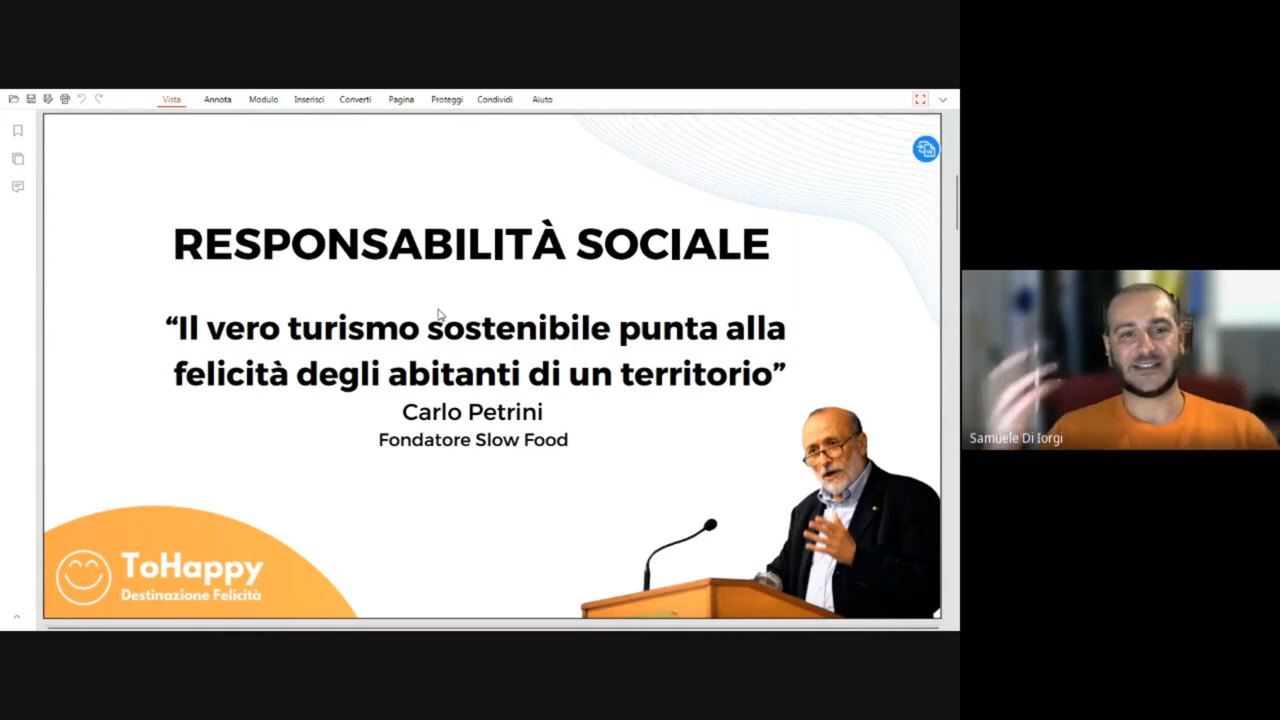 Vista Annota Modulo Inserisci Converti Pagina Proteggi Condividi Aiuto
RESPONSABILITÀ SOCIALE
“Il vero turismo sostenibile punta alla
felicità degli abitanti di un territorio”
Carlo Petrini
Fondatore Slow Food
ToHappy
Destinazione Felicità
Samuele Di Iorgi